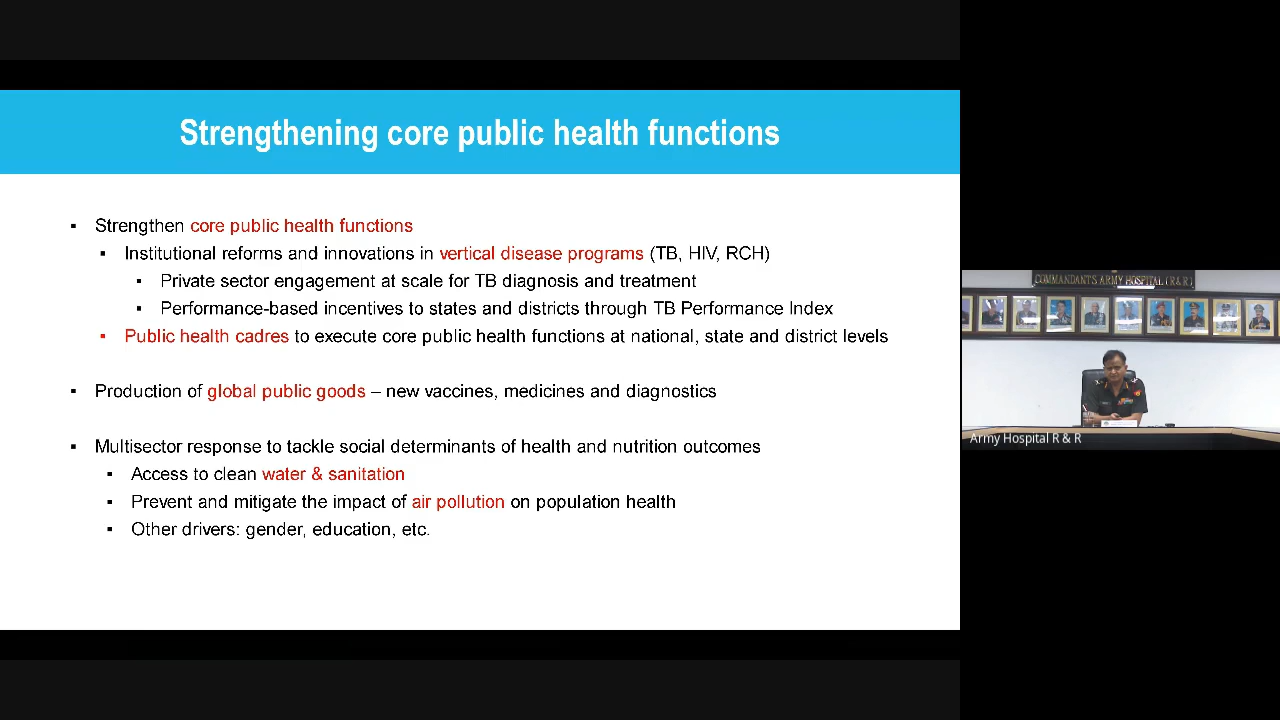 Strengthening core public health functions
▪ Strengthen core public health functions
▪ Institutional reforms and innovations in vertical disease programs (TB, HIV, RCH)
▪ Private sector engagement at scale for TB diagnosis and treatment
▪ Performance-based incentives to states and districts through TB Performance Index
▪ Public health cadres to execute core public health functions at national, state and district levels
▪ Production of global public goods – new vaccines, medicines and diagnostics
▪ Multisector response to tackle social determinants of health and nutrition outcomes
▪ Access to clean water & sanitation
▪ Prevent and mitigate the impact of air pollution on population health
▪ Other drivers: gender, education, etc.
COMMANDANTS ARMY HOSPITAL (R&R)
Army Hospital R & R